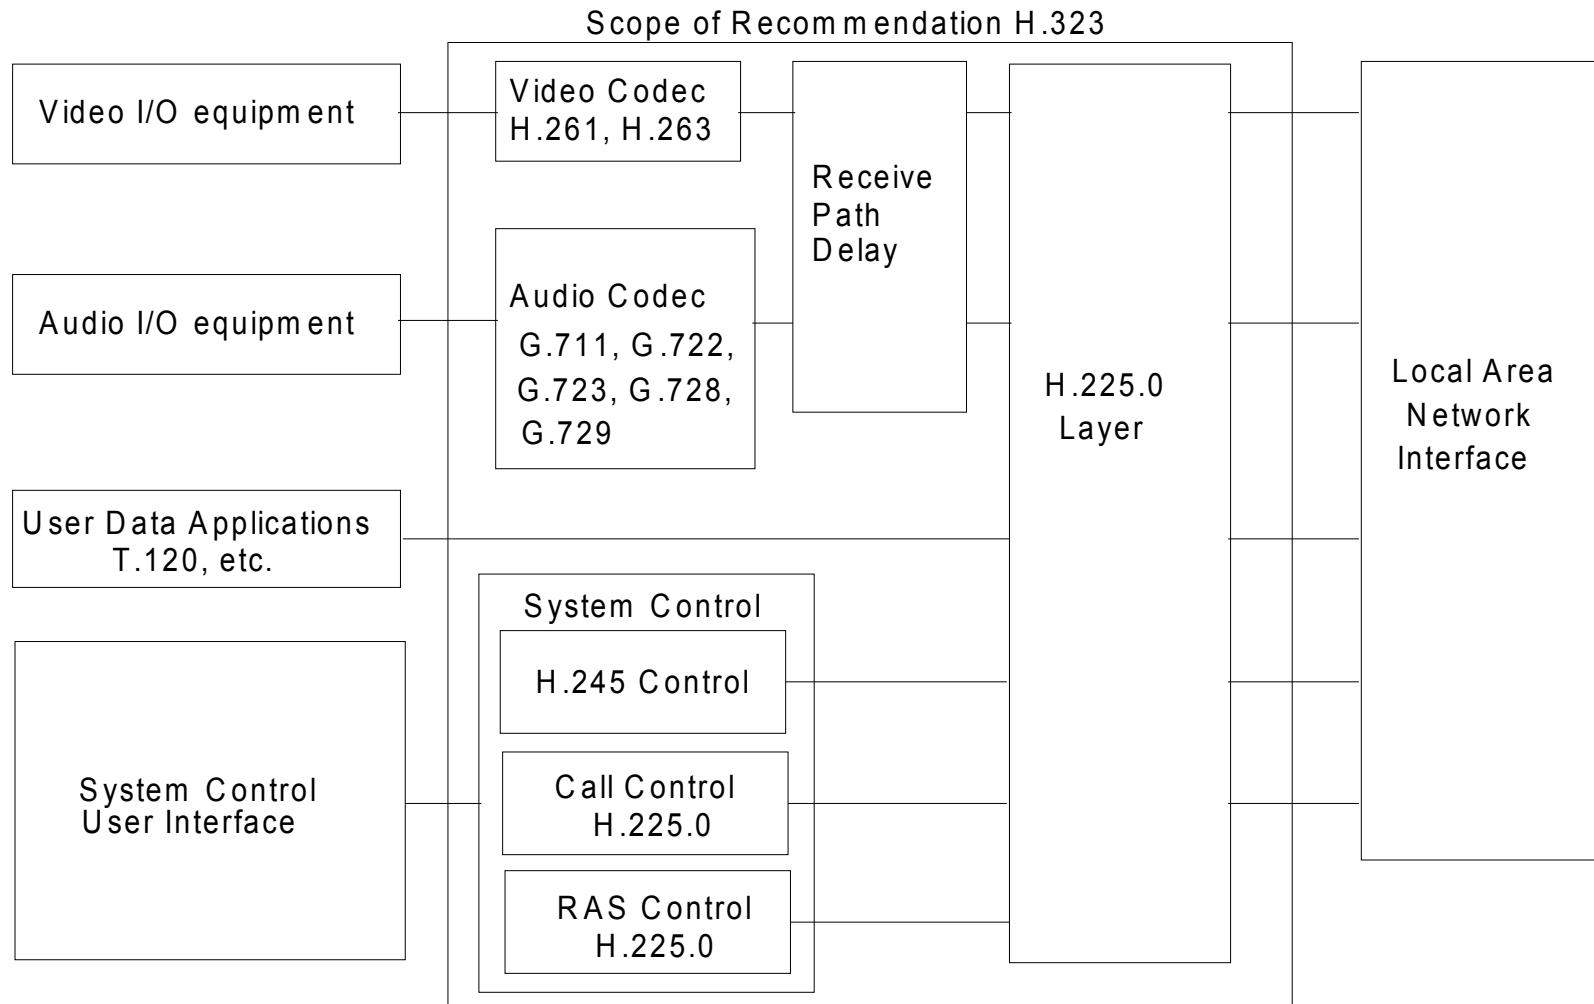 Scope of Recommendation H.323
Video I/O equipment
Video Codec
H.261, H.263
Receive
Path
Delay
Audio I/O equipment
Audio Codec
G.711, G.722,
G.723, G.728,
G.729
H.225.0
Layer
Local Area
Network
Interface
User Data Applications
T.120, etc.
System Control
H.245 Control
System Control
User Interface
Call Control
H.225.0
RAS Control
H.225.0